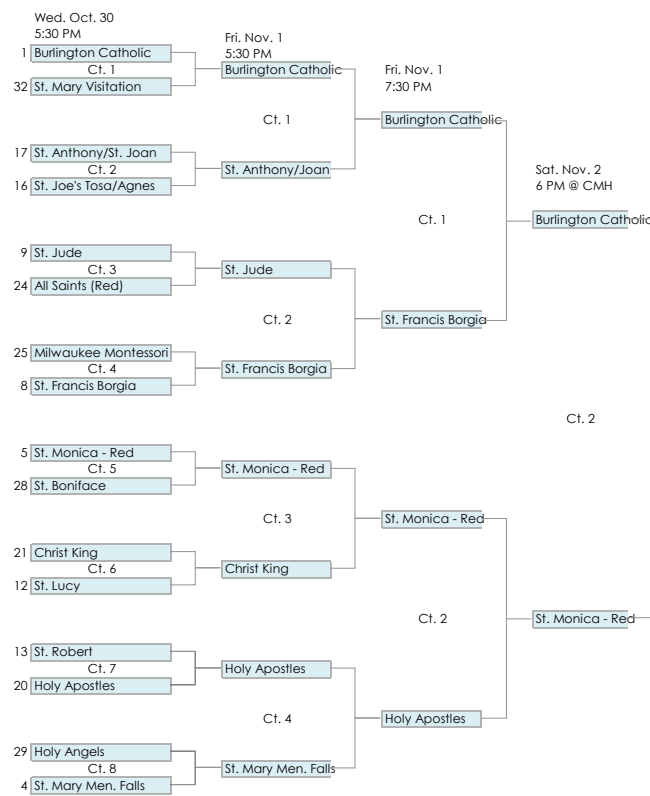 Wed. Oct. 30
5:30 PM
1 Burlington Catholic
Ct. 1
32 St. Mary Visitation
17 St. Anthony/St. Joan
Ct. 2
16 St. Joe's Tosa/Agnes
9 St. Jude
Ct. 3
24 All Saints (Red)
25 Milwaukee Montessori
Ct. 4
8 St. Francis Borgia
5 St. Monica - Red
Ct. 5
28 St. Boniface
21 Christ King
Ct. 6
12 St. Lucy
13 St. Robert
Ct. 7
20 Holy Apostles
29 Holy Angels
Ct. 8
4 St. Mary Men. Falls
Fri. Nov. 1
5:30 PM
Burlington Catholic
Ct. 1
St. Anthony/Joan
St. Jude
Ct. 2
St. Francis Borgia
St. Monica - Red
Ct. 3
Christ King
Holy Apostles
Ct. 4
St. Mary Men. Falls
Fri. Nov. 1
7:30 PM
Burlington Catholic
Ct. 1
St. Francis Borgia
St. Monica - Red
Ct. 2
Holy Apostles
Sat. Nov. 2
6 PM @ CMH
Burlington Catholic
Ct. 2
St. Monica - Red